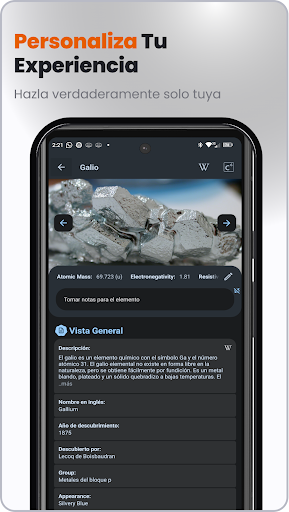 Personaliza Tu
Experiencia
Hazla verdaderamente solo tuya
2:21
Galio
W
Atomic Mass: 69.723 (u) Electronegativity: 1.81 Resisti
Tomar notas para el elemento
Vista General
Descripción: W
El galio es un elemento químico con el símbolo Ga y el número
atómico 31. El galio elemental no existe en forma libre en la
naturaleza, pero se obtiene fácilmente por fundición. Es un metal
blando, plateado y un sólido quebradizo a bajas temperaturas. El
..más
Nombre en Inglés:
Gallium
Año de descubrimiento:
1875
Descubierto por:
Lecoq de Boisbaudran
Group:
Metales del bloque p
Appearance:
Silvery Blue